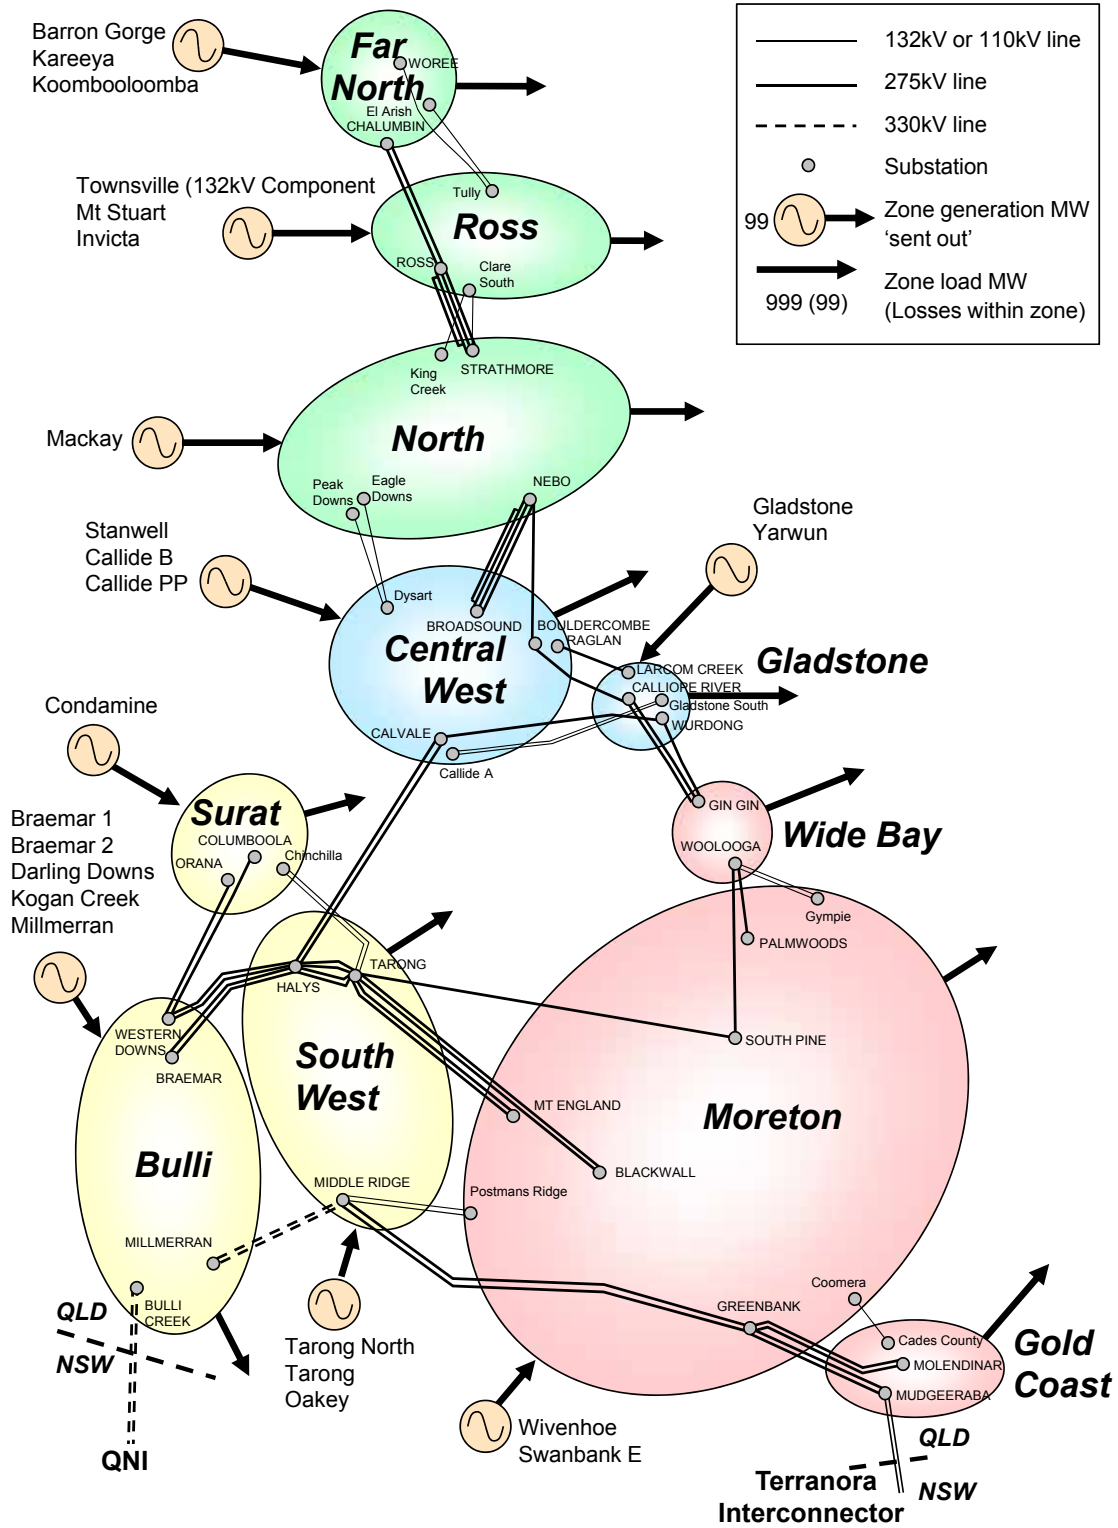 Barron Gorge
Kareeya
Koombooloomba
Far
North
WOREE
El Arish
CHALUMBIN
132kV or 110kV line
275kV line
330kV line
Substation
99
Zone generation MW
‘sent out’
999 (99)
Zone load MW
(Losses within zone)
Townsville (132kV Component
Mt Stuart
Invicta
Tully
Ross
ROSS
Clare
South
King
Creek
STRATHMORE
Mackay
North
Peak
Downs
Eagle
Downs
NEBO
Stanwell
Callide B
Callide PP
Gladstone
Yarwun
Dysart
BROADSOUND
BOULDERCOMBE
RAGLAN
Central
West
Gladstone
LARCOM CREEK
CALLIOPE RIVER
Gladstone South
WURDONG
CALVALE
Callide A
Condamine
Surat
COLUMBOOLA
ORANA
Chinchilla
GIN GIN
Wide Bay
WOOLOOGA
Braemar 1
Braemar 2
Darling Downs
Kogan Creek
Millmerran
Gympie
PALMWOODS
TARONG
HALYS
WESTERN
DOWNS
BRAEMAR
SOUTH PINE
South
West
MT ENGLAND
Moreton
BLACKWALL
Bulli
MIDDLE RIDGE
Postmans Ridge
MILLMERRAN
BULLI
CREEK
QLD
NSW
QNI
Tarong North
Tarong
Oakey
Coomera
GREENBANK
Cades County
MOLENDINAR
MUDGEERABA
Gold
Coast
Wivenhoe
Swanbank E
QLD
NSW
Terranora
Interconnector